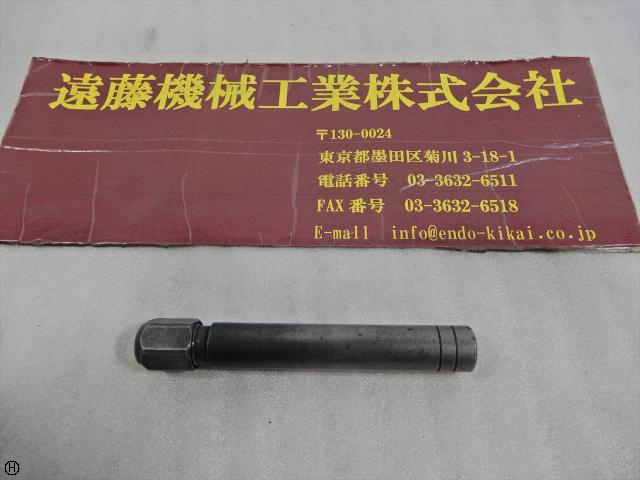 遠藤機械工業株式会社
〒130-0024
東京都墨田区菊川 3-18-1
電話番号 03-3632-6511
FAX 番号 03-3632-6518
E-mail info@endo-kikai.co.jp
H